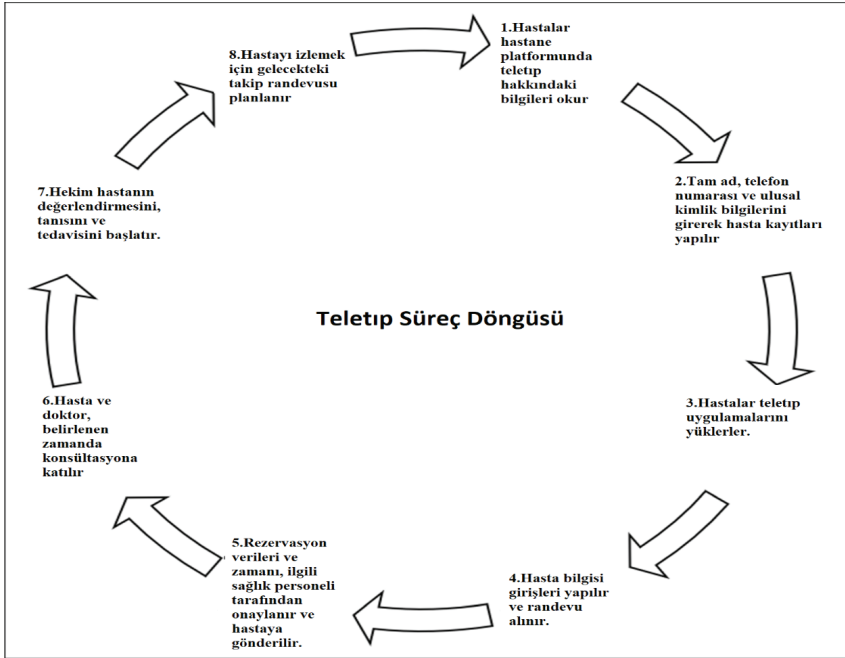 1.Hastalar
hastane
platformunda
teletıp
hakkındaki
bilgileri okur
2.Tam ad, telefon
numarası ve ulusal
kimlik bilgilerini
girerek hasta kayıtları
yapılır
3.Hastalar teletıp
uygulamalarını
yüklerler.
4.Hasta bilgisi
girişleri yapılır
ve randevu
alınır.
5.Rezervasyon
verileri ve
zamanı, ilgili
sağlık personeli
tarafından
onaylanır ve
hastaya
gönderilir.
6.Hasta ve
doktor,
belirlenen
zamanda
konsültasyona
katılır
7.Hekim hastanın
değerlendirmesini,
tanısını ve
tedavisini başlatır.
8.Hastayı izlemek
için gelecekteki
takip randevusu
planlanır
Teletıp Süreç Döngüsü